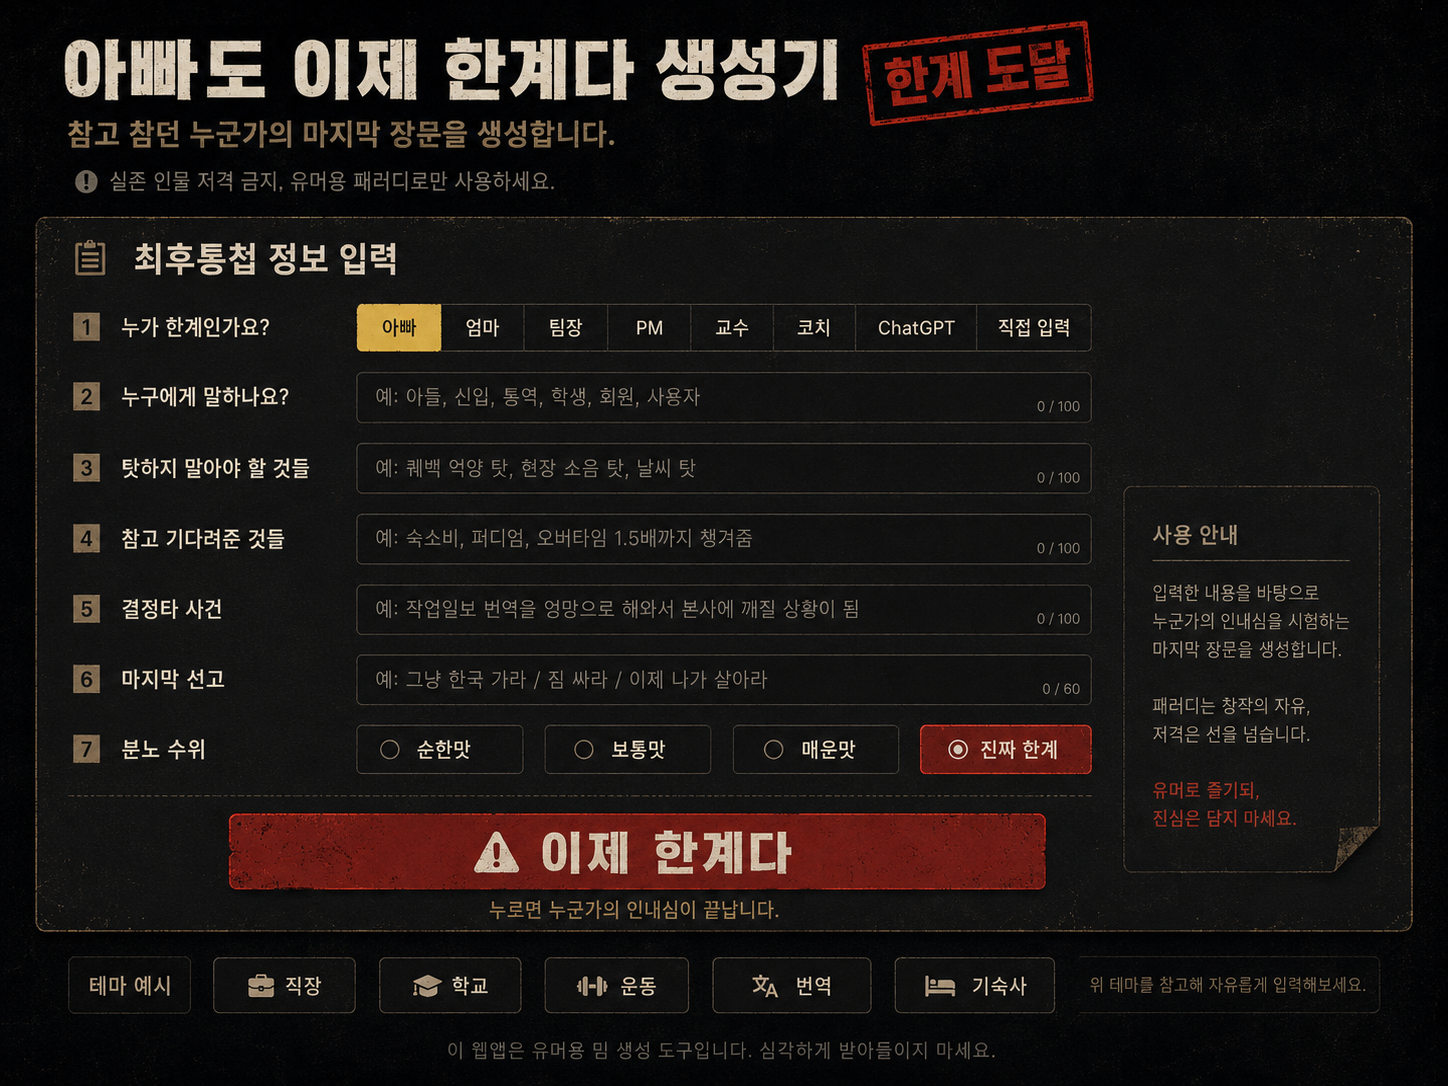 아빠도 이제 한계다 생성기
한계 도달
참고 참던 누군가의 마지막 장문을 생성합니다.
실존 인물 저격 금지, 유머용 패러디로만 사용하세요.
최후통첩 정보 입력
1 누가 한계인가요?
아빠 엄마 팀장 PM 교수 코치 ChatGPT 직접 입력
2 누구에게 말하나요?
예: 아들, 신입, 통역, 학생, 회원, 사용자
0 / 100
3 탓하지 말아야 할 것들
예: 퀘백 억양 탓, 현장 소음 탓, 날씨 탓
0 / 100
4 참고 기다려준 것들
예: 숙소비, 퍼디엄, 오버타임 1.5배까지 챙겨줌
0 / 100
5 결정타 사건
예: 작업일보 번역을 엉망으로 해와서 본사에 깨질 상황이 됨
0 / 100
6 마지막 선고
예: 그냥 한국 가라 / 짐 싸라 / 이제 나가 살아라
0 / 60
7 분노 수위
순한맛 보통맛 매운맛 진짜 한계
이제 한계다
누르면 누군가의 인내심이 끝납니다.
사용 안내
입력한 내용을 바탕으로
누군가의 인내심을 시험하는
마지막 장문을 생성합니다.
패러디는 창작의 자유,
저격은 선을 넘습니다.
유머로 즐기되,
진심은 담지 마세요.
테마 예시 직장 학교 운동 번역 기숙사
위 테마를 참고해 자유롭게 입력해보세요.
이 웹앱은 유머용 밈 생성 도구입니다. 심각하게 받아들이지 마세요.